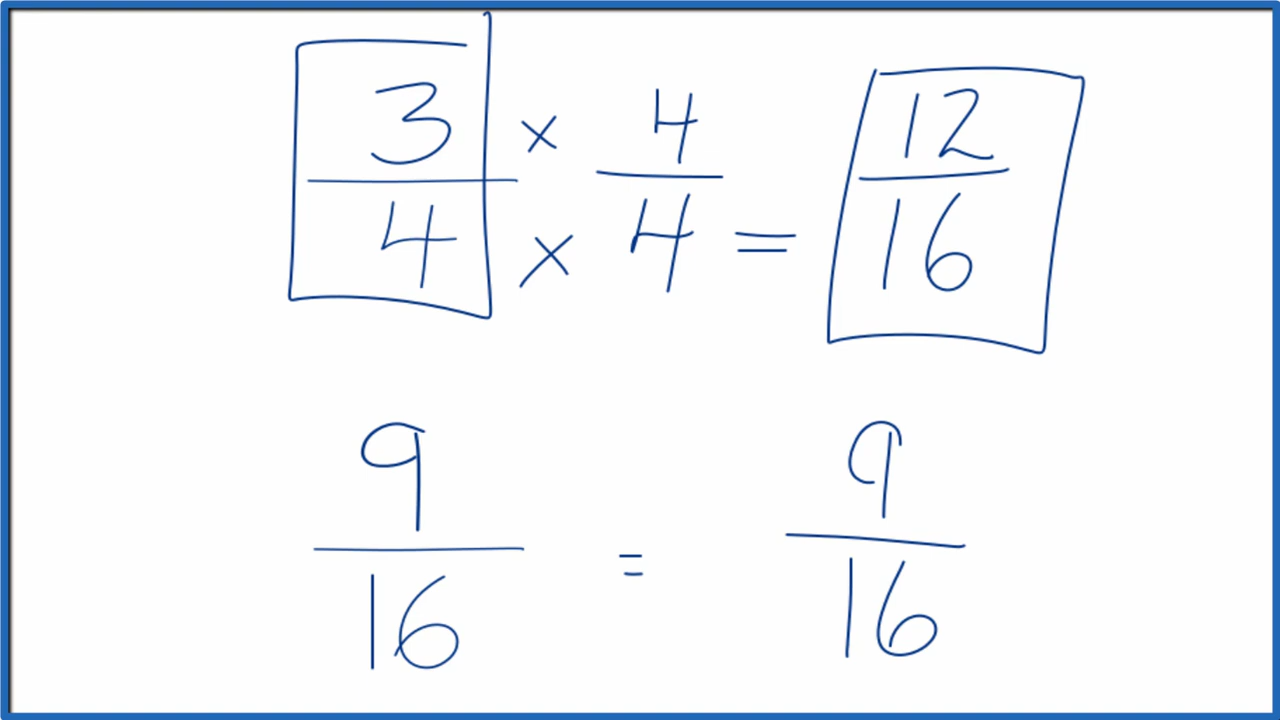 3 × 4 12
4 × 4 = 16
9 9
16 = 16